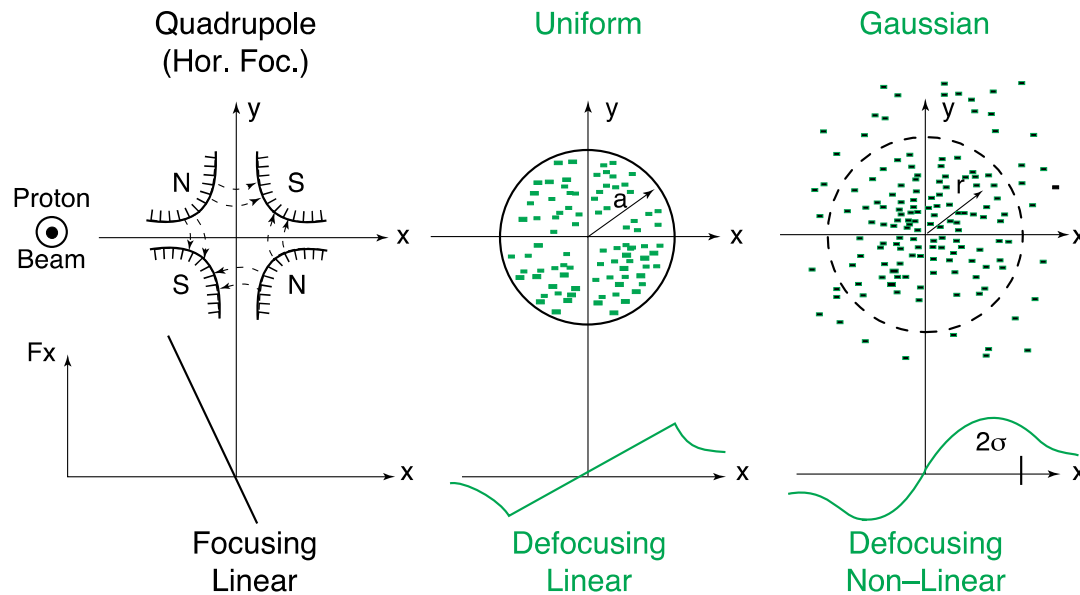 Quadrupole
(Hor. Foc.)
Uniform
Gaussian
y
y
y
N
S
Proton
Beam
x
a
x
r
x
S
N
Fx
x
x
2σ
x
Focusing
Linear
Defocusing
Linear
Defocusing
Non–Linear